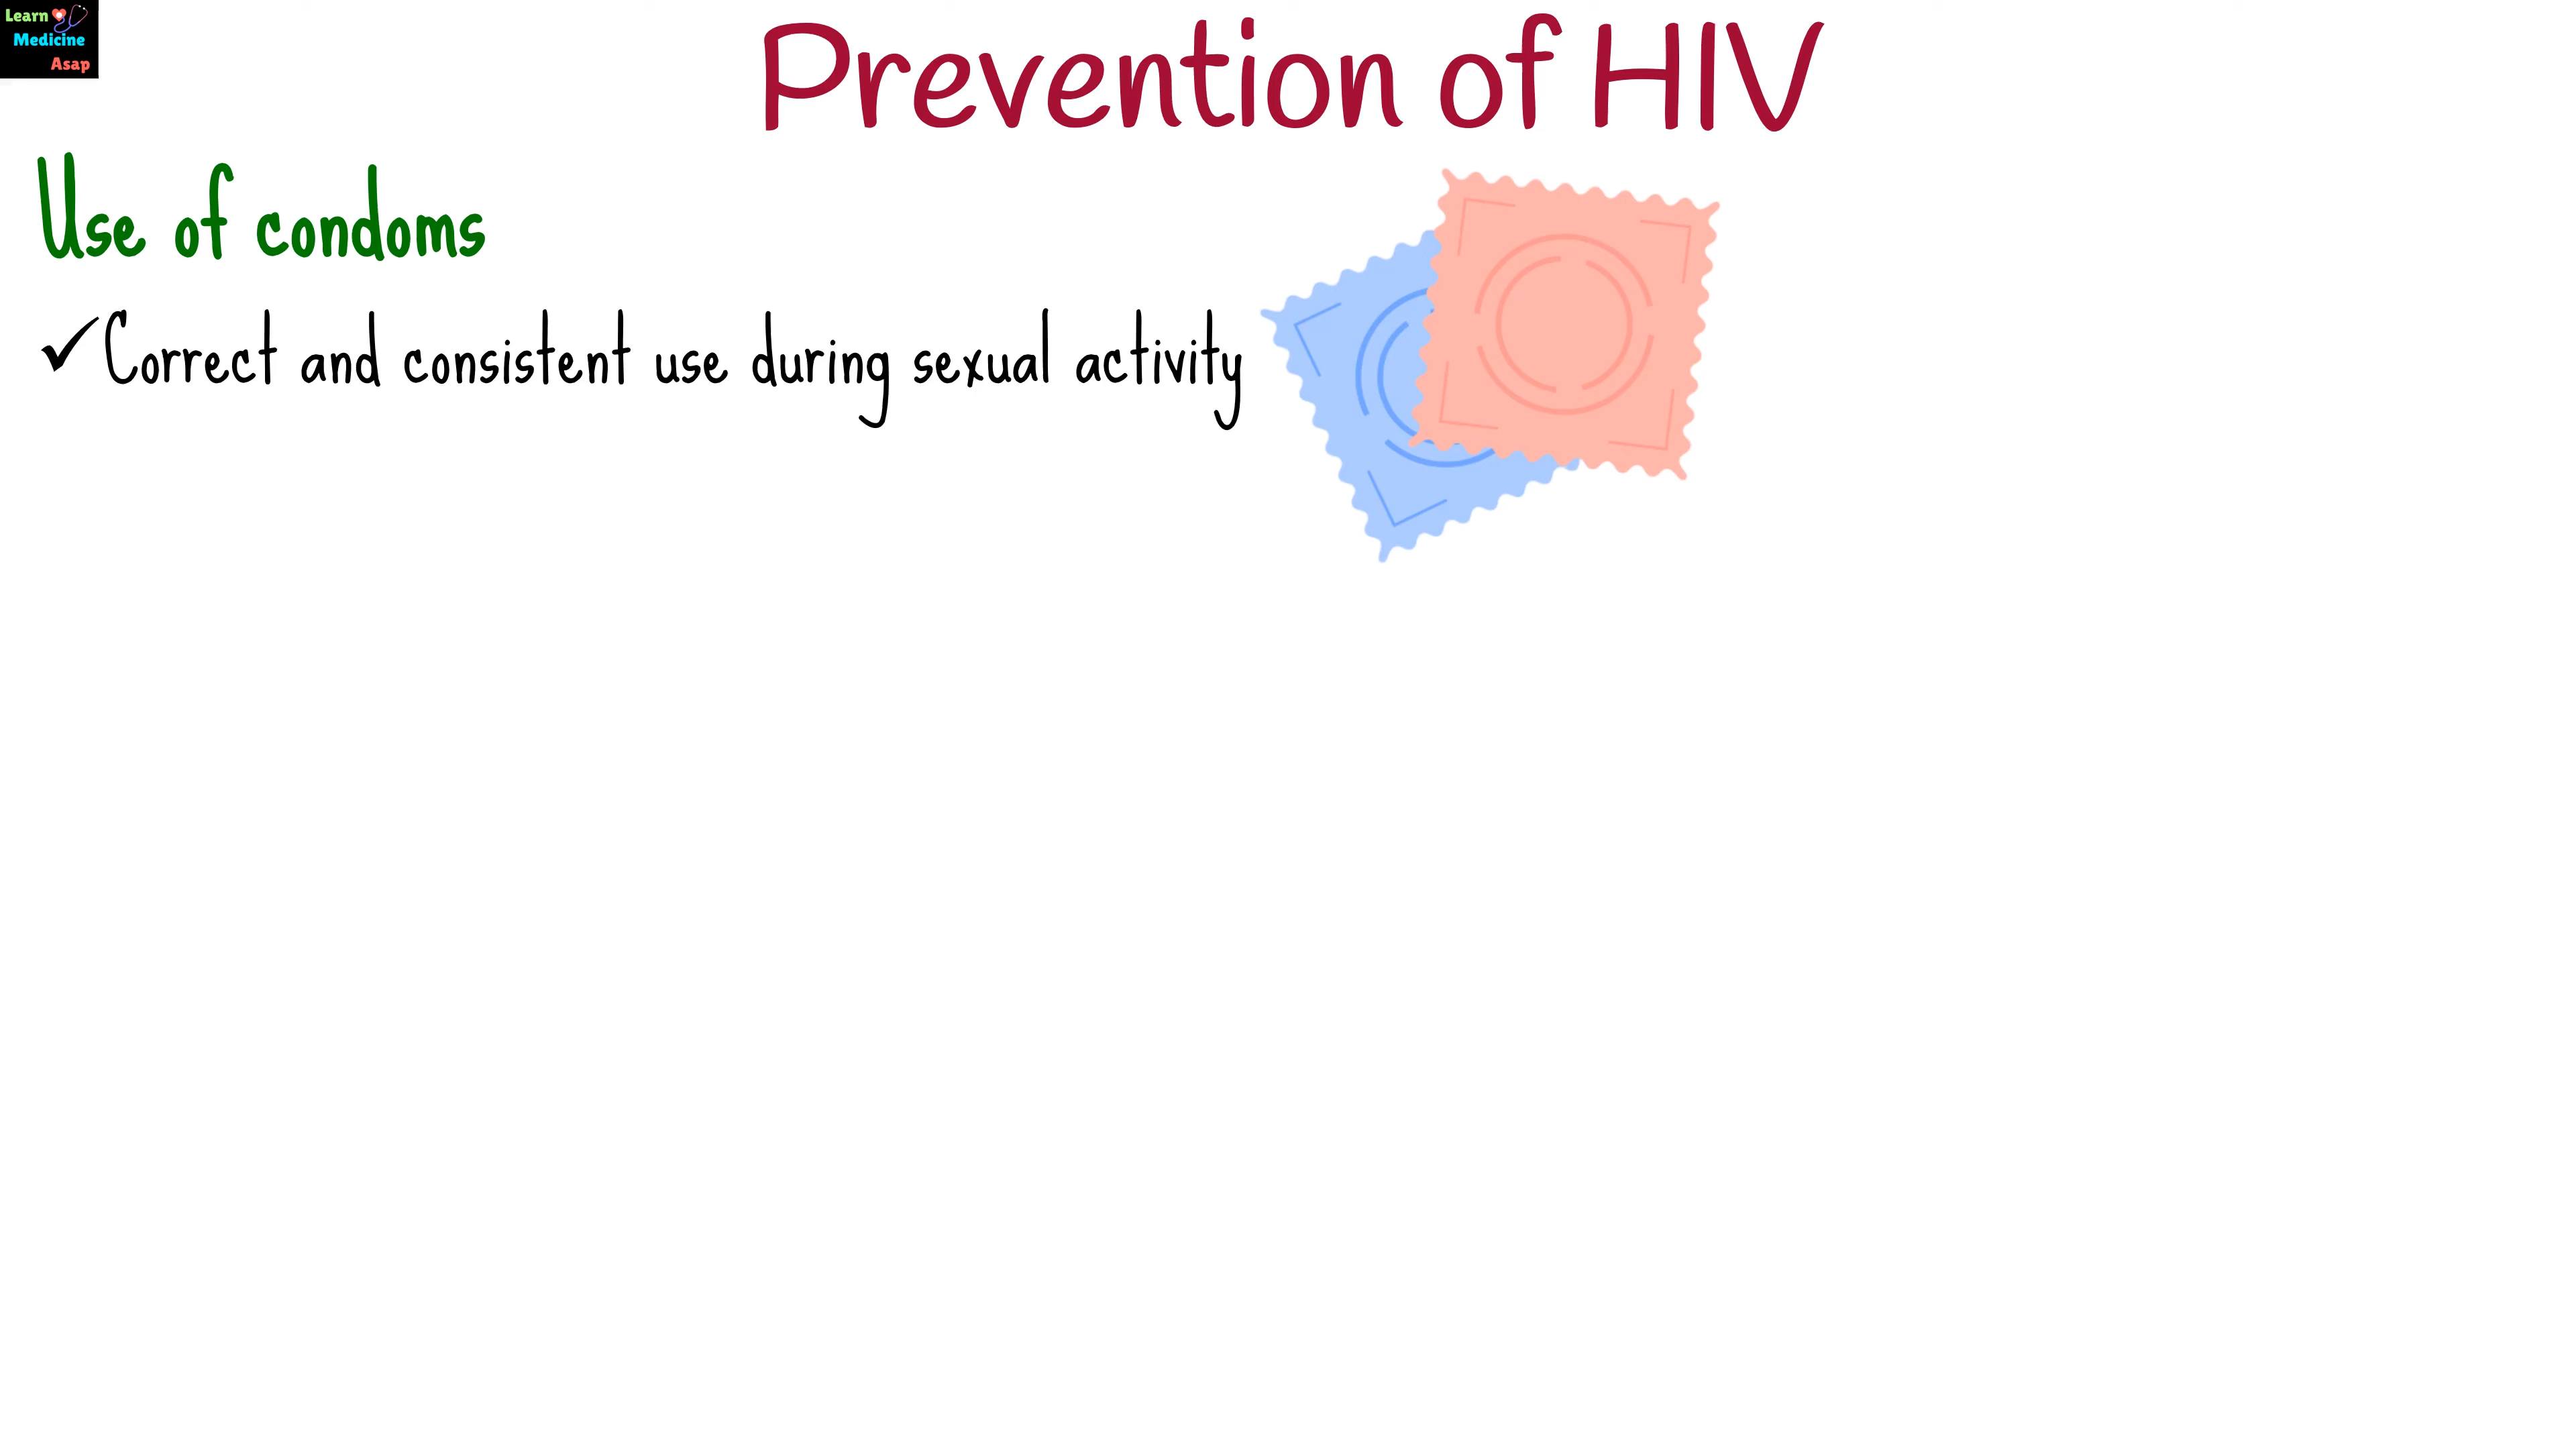 Learn
Medicine
Asap
Prevention of HIV
Use of condoms
✓Correct and consistent use during sexual activity